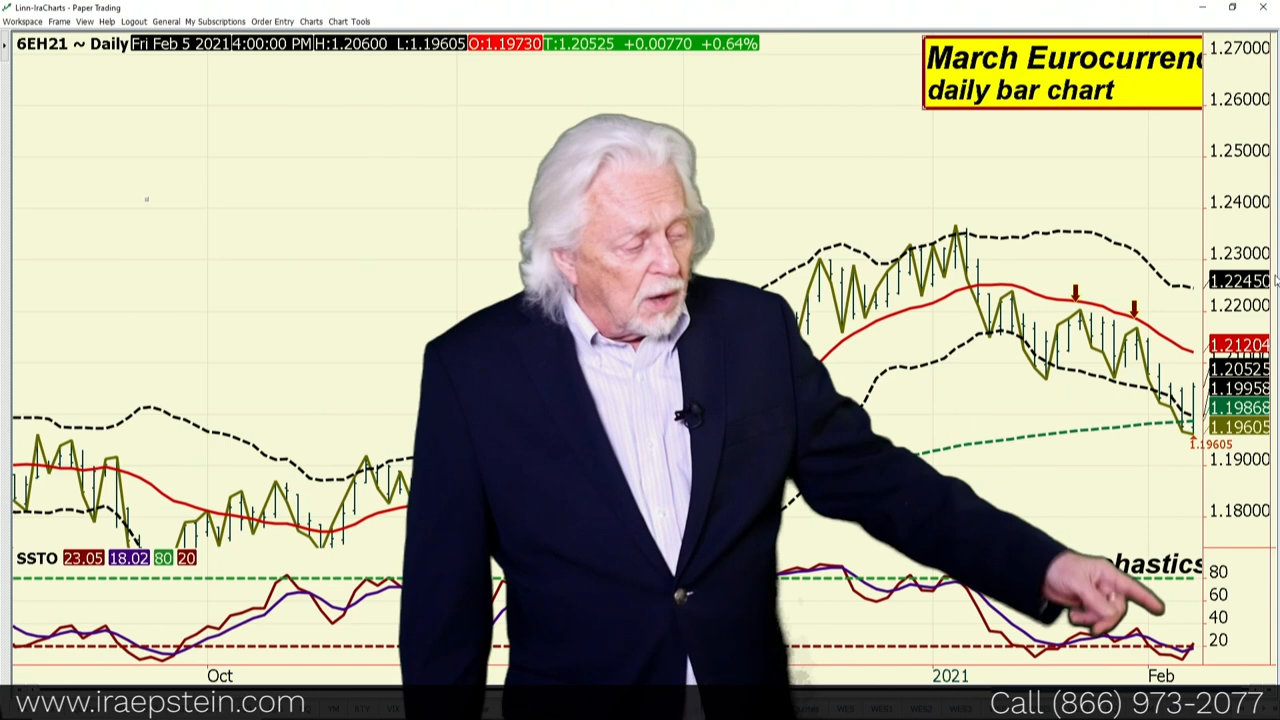 Linn-IraCharts - Paper Trading
Workspace Frame View Help Logout General My Subscriptions Order Entry Charts Chart Tools
6EH21 ~ Daily Fri Feb 5 2021 4:00:00 PM H:1.20600 L:1.19605 O:1.19730 T:1.20525 +0.00770 +0.64%
March Eurocurrenc
daily bar chart
1.27000
1.26000
1.25000
1.24000
1.23000
1.22450
1.22000
1.21204
1.21000
1.20525
1.19958
1.19868
1.19605
1.19605
1.19000
1.18000
SSTO 23.05 18.02 80 20
hastics
80
60
40
20
Oct
2021
Feb
www.iraepstein.com
Call (866) 973-2077